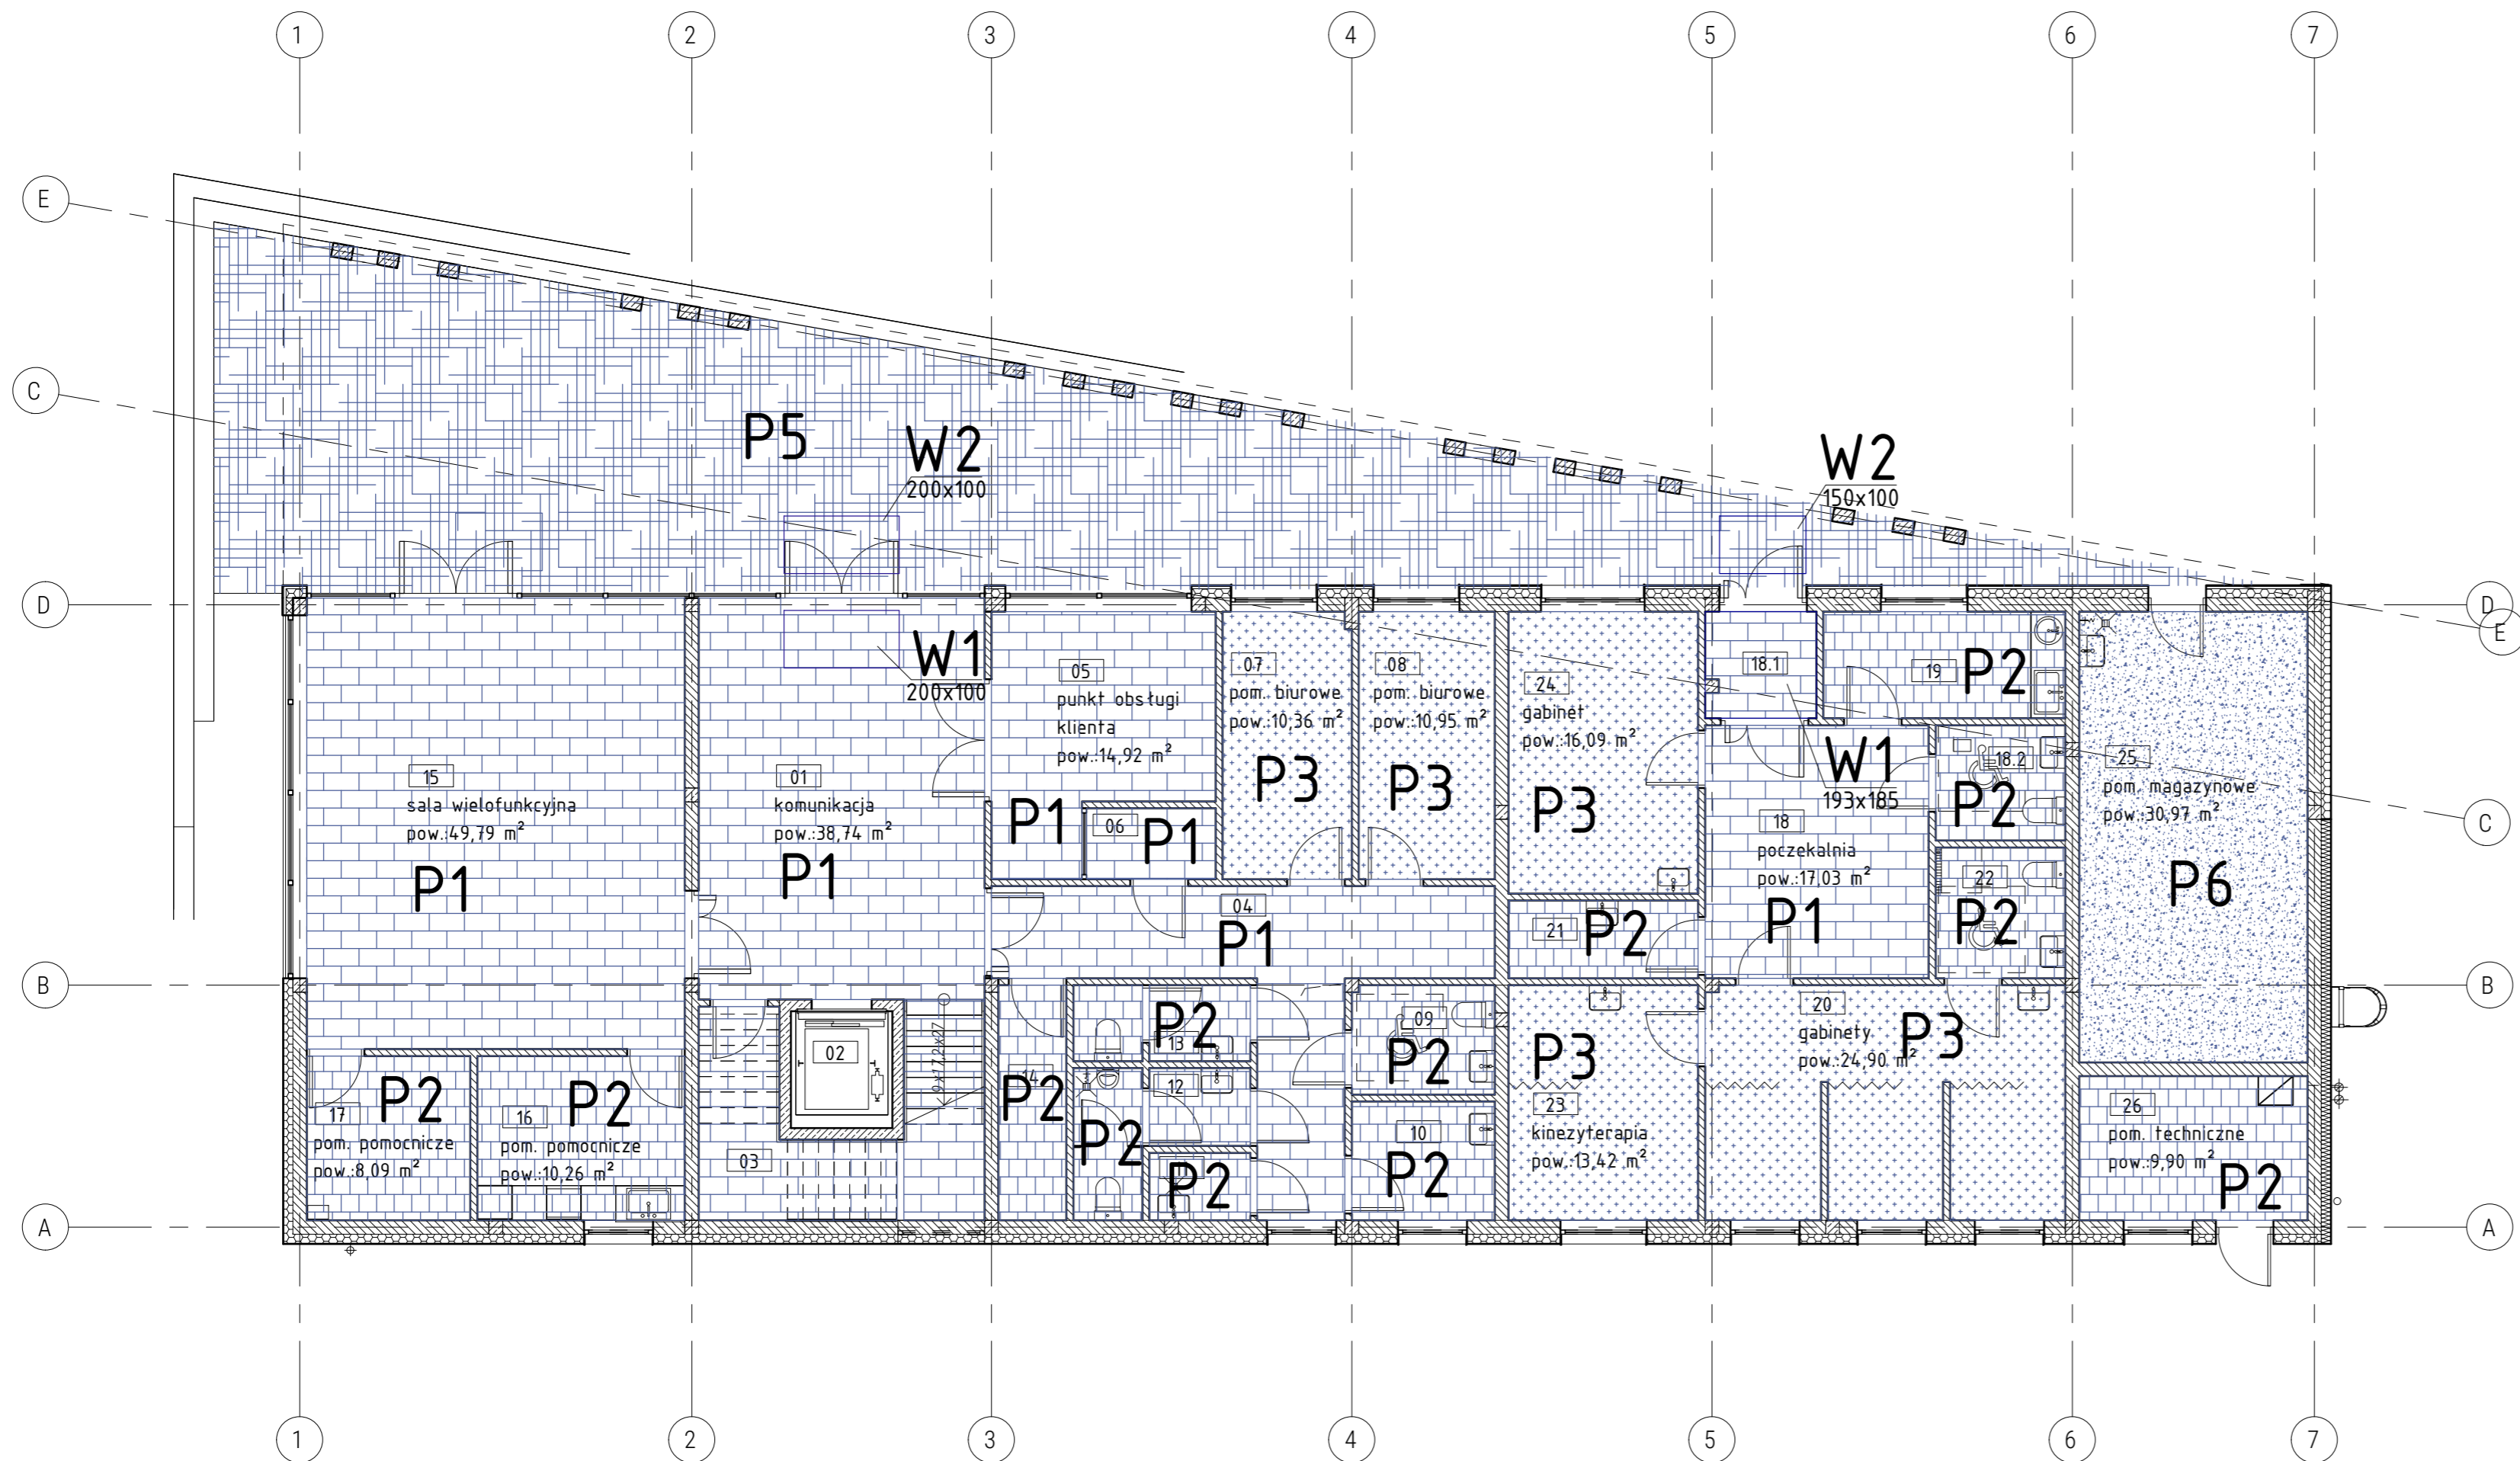 1
2
3
4
5
6
7
E
C
P5
W2
200x100
W2
150x100
D
D
E
W1
200x100
05
punkt obsługi
klienta
pow.:14,92 m²
P1
06
P1
07
pom. biurowe
pow.:10,36 m²
P3
08
pom. biurowe
pow.:10,95 m²
P3
24
gabinet
pow.:16,09 m²
P3
18.1
19
P2
W1
193x185
18.2
P2
25
pom. magazynowe
pow.:30,97 m²
P6
15
sala wielofunkcyjna
pow.:49,79 m²
P1
01
komunikacja
pow.:38,74 m²
P1
18
poczekalnia
pow.:17,03 m²
P1
22
P2
C
04
P1
21
P2
B
B
02
9x17,2x27
03
13
P2
14
P2
12
P2
11
P2
09
P2
10
P2
P3
23
kinezyterapia
pow.:13,42 m²
20
gabinety
pow.:24,90 m²
P3
17
P2
pom. pomocnicze
pow.:8,09 m²
16
P2
pom. pomocnicze
pow.:10,26 m²
26
pom. techniczne
pow.:9,90 m²
P2
A
A
1
2
3
4
5
6
7